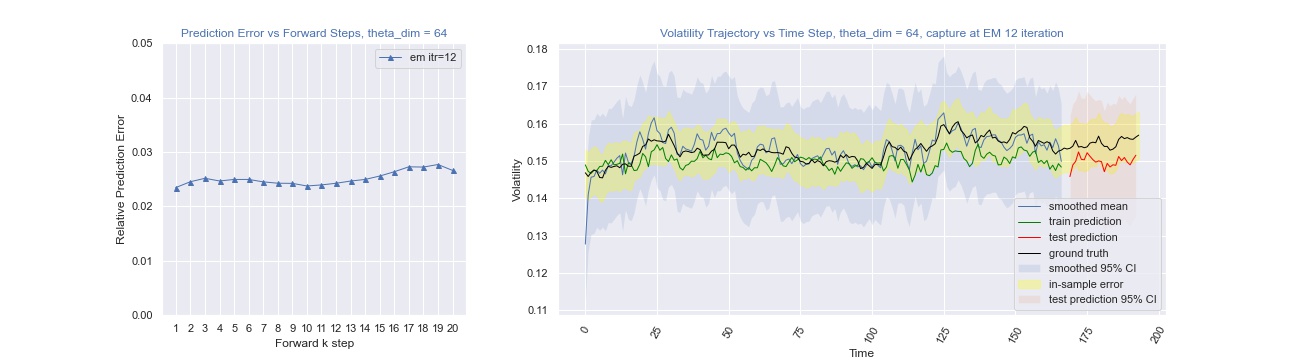 Prediction Error vs Forward Steps, theta_dim = 64
0.05
0.04
0.03
0.02
0.01
0.00
Relative Prediction Error
em itr=12
1 2 3 4 5 6 7 8 9 10 11 12 13 14 15 16 17 18 19 20
Forward k step
Volatility Trajectory vs Time Step, theta_dim = 64, capture at EM 12 iteration
0.18
0.17
0.16
0.15
0.14
0.13
0.12
0.11
Volatility
smoothed mean
train prediction
test prediction
ground truth
smoothed 95% CI
in-sample error
test prediction 95% CI
0 25 50 75 100 125 150 175 200
Time